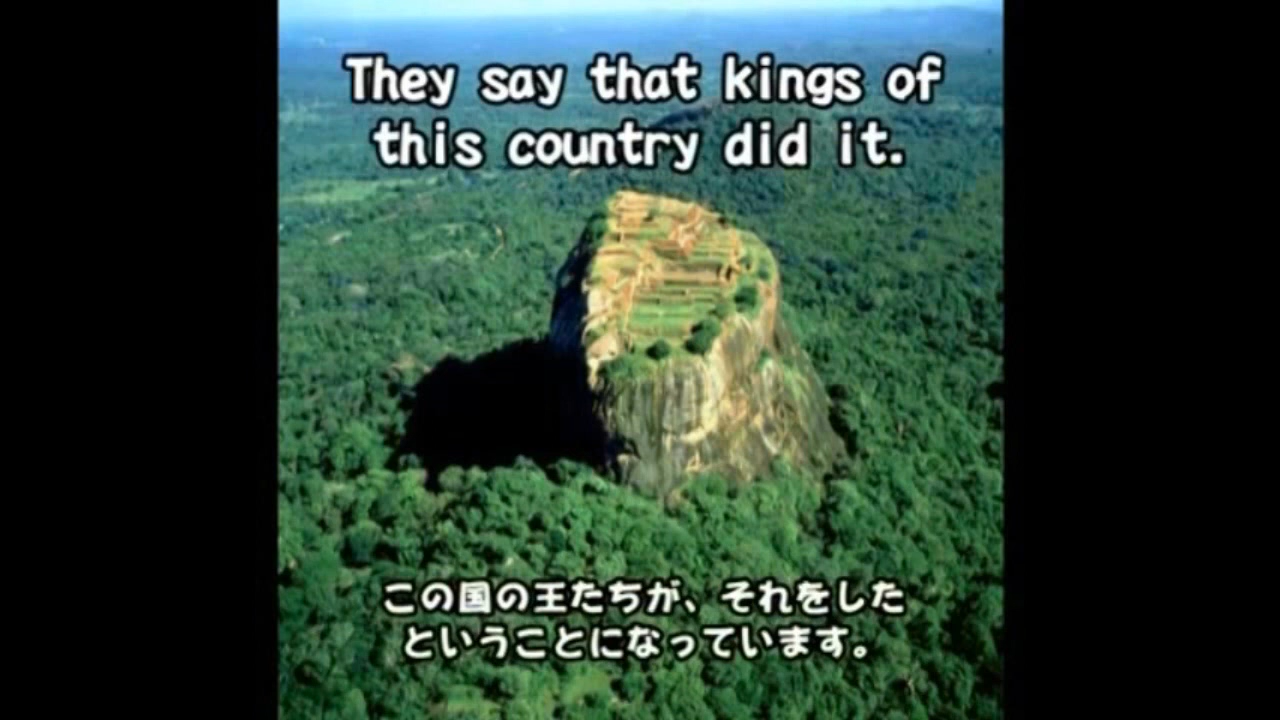 They say that kings of
this country did it.
この国の王たちが、それをした
ということになっています。